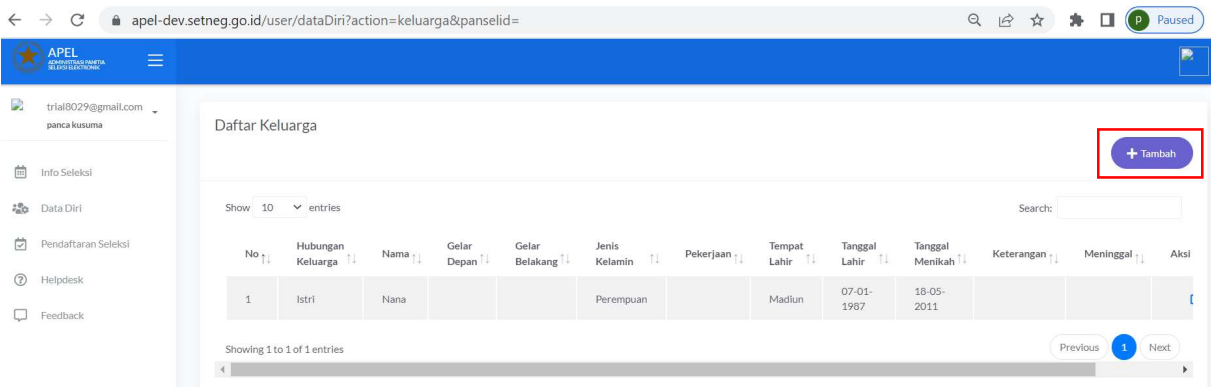 apel-dev.setneg.go.id/user/dataDiri?action=keluarga&panselid=
P Paused
APEL
ADMINISTRASI PANITIA
SELEKSI ELEKTRONIK
trial8029@gmail.com
panca kusuma
Info Seleksi
Data Diri
Pendaftaran Seleksi
Helpdesk
Feedback
Daftar Keluarga
+ Tambah
Show 10 entries
Search:
No Hubungan Keluarga Nama Gelar Depan Gelar Belakang Jenis Kelamin Pekerjaan Tempat Lahir Tanggal Lahir Tanggal Menikah Keterangan Meninggal Aksi
1 Istri Nana Perempuan Madiun 07-01-1987 18-05-2011
Showing 1 to 1 of 1 entries
Previous 1 Next